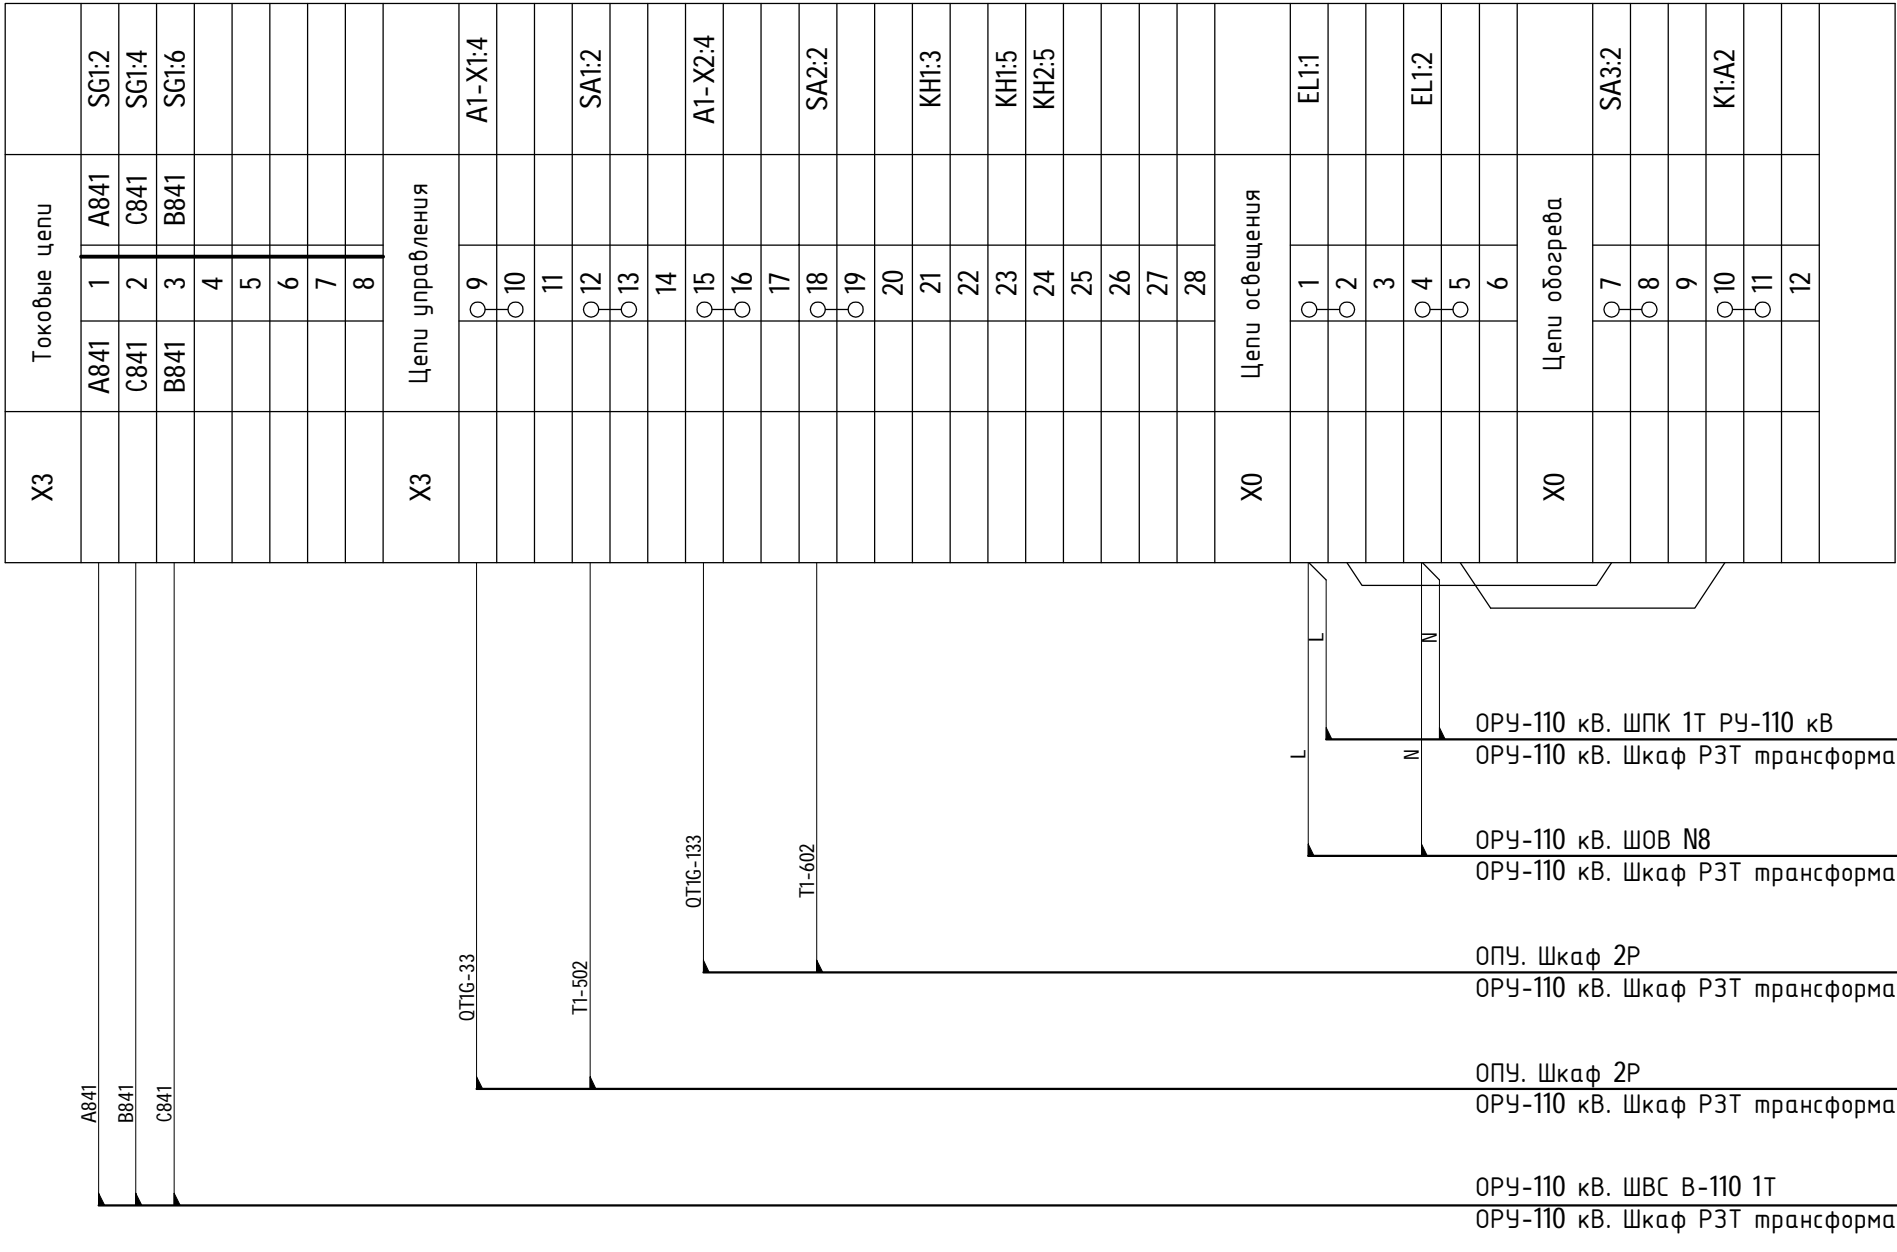 X3
Токовые цепи
A841 1 A841 SG1:2
C841 2 C841 SG1:4
B841 3 B841 SG1:6
4
5
6
7
8
X3
Цепи управления
9 A1-X1:4
10
11
12 SA1:2
13
14
15 A1-X2:4
16
17
18 SA2:2
19
20
21 KH1:3
22
23 KH1:5
24 KH2:5
25
26
27
28
X0
Цепи освещения
1 EL1:1
2
3
4 EL1:2
5
6
X0
Цепи обогрева
7 SA3:2
8
9
10 K1:A2
11
12
L
N
ОРУ-110 кВ. ШПК 1Т РУ-110 кВ
ОРУ-110 кВ. Шкаф РЗТ трансформа
L
N
ОРУ-110 кВ. ШОВ N8
ОРУ-110 кВ. Шкаф РЗТ трансформа
QT1G-133
T1-602
ОПУ. Шкаф 2Р
ОРУ-110 кВ. Шкаф РЗТ трансформа
QT1G-33
T1-502
ОПУ. Шкаф 2Р
ОРУ-110 кВ. Шкаф РЗТ трансформа
A841
B841
C841
ОРУ-110 кВ. ШВС В-110 1Т
ОРУ-110 кВ. Шкаф РЗТ трансформа